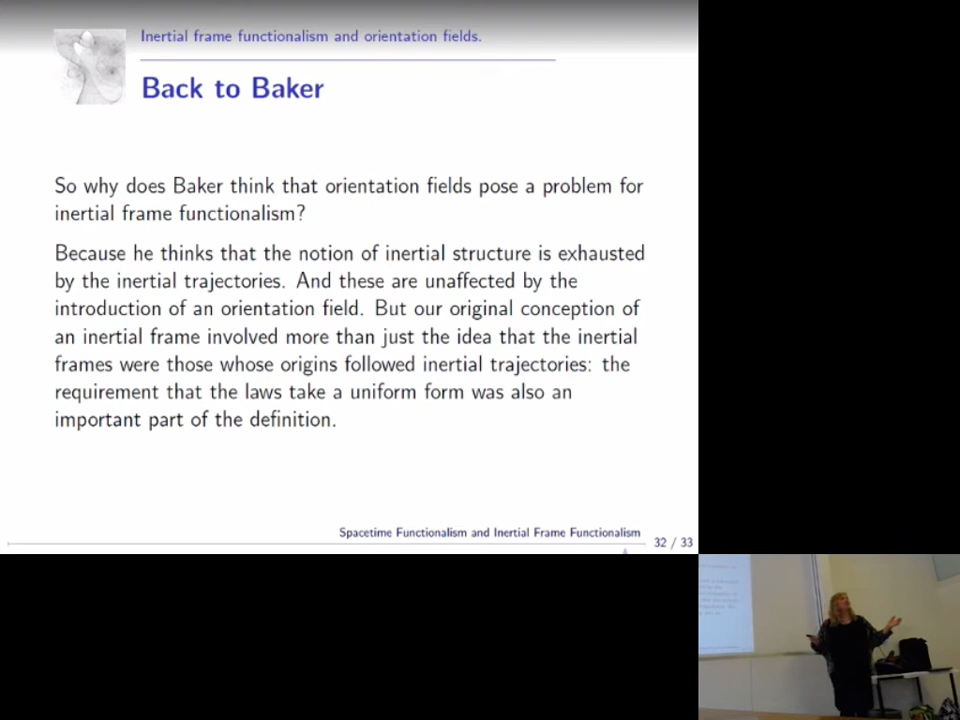 Inertial frame functionalism and orientation fields.
Back to Baker
So why does Baker think that orientation fields pose a problem for
inertial frame functionalism?
Because he thinks that the notion of inertial structure is exhausted
by the inertial trajectories. And these are unaffected by the
introduction of an orientation field. But our original conception of
an inertial frame involved more than just the idea that the inertial
frames were those whose origins followed inertial trajectories: the
requirement that the laws take a uniform form was also an
important part of the definition.
Spacetime Functionalism and Inertial Frame Functionalism
32 / 33